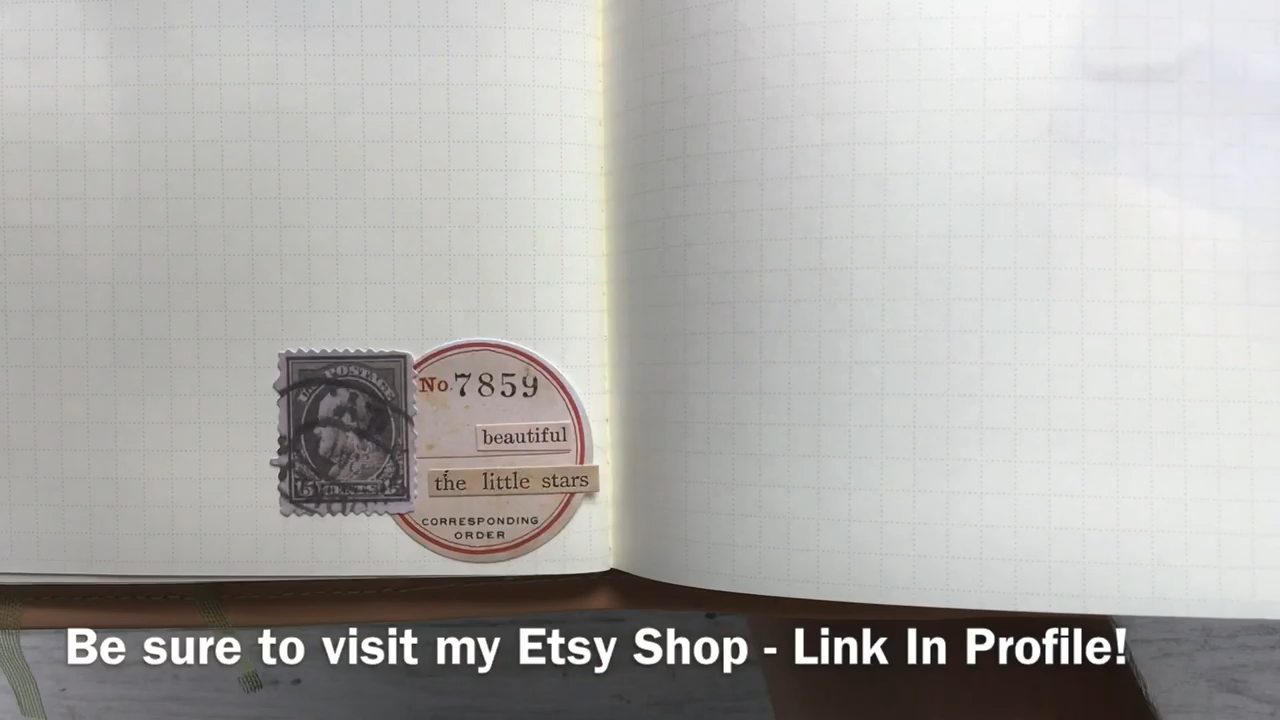 U.S. POSTAGE
15 CENTS 15
No. 7859
beautiful
the little stars
CORRESPONDING
ORDER
Be sure to visit my Etsy Shop - Link In Profile!